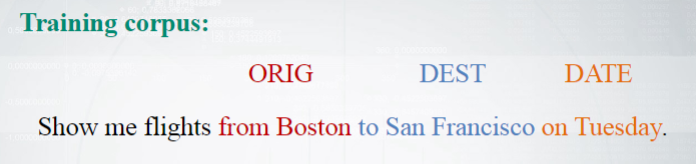 Training corpus:
ORIG DEST DATE
Show me flights from Boston to San Francisco on Tuesday.